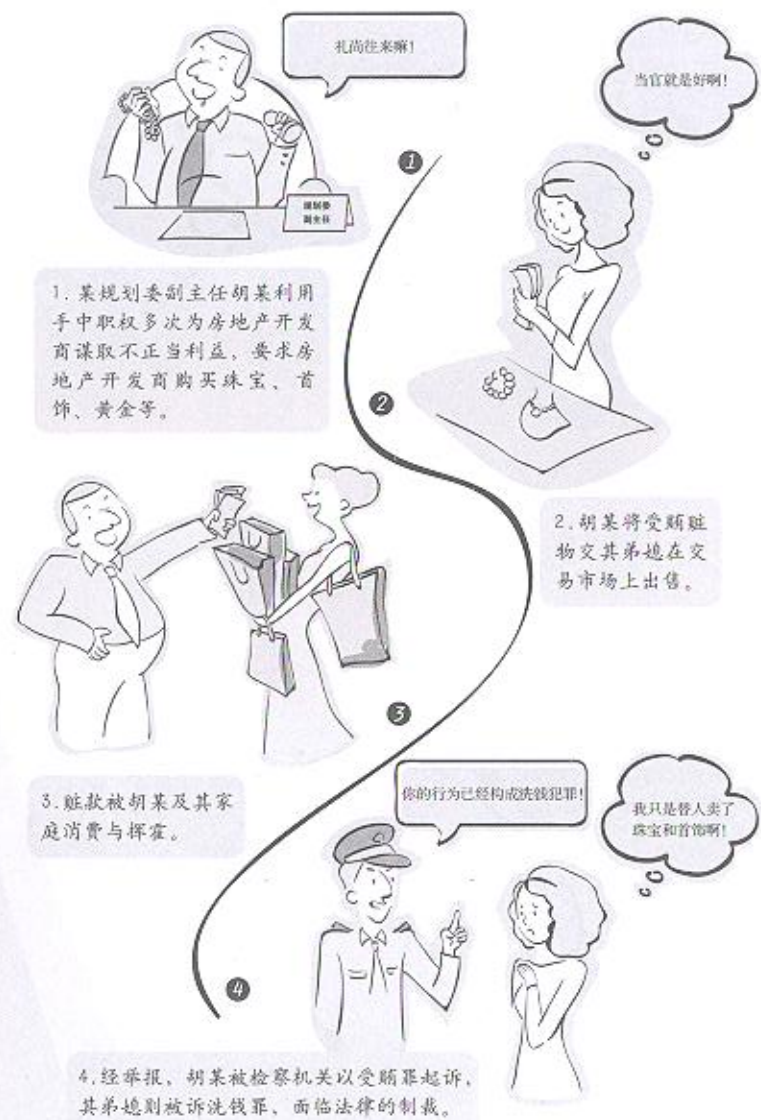 礼尚往来嘛!
规划委
副主任
1
1. 某规划委副主任胡某利用
手中职权多次为房地产开发
商谋取不正当利益，要求房
地产开发商购买珠宝、首
饰、黄金等。
当官就是好啊!
2
2. 胡某将受贿赃
物交其弟媳在交
易市场上出售。
3
3. 赃款被胡某及其家
庭消费与挥霍。
你的行为已经构成洗钱犯罪!
我只是替人卖了
珠宝和首饰啊!
4
4. 经举报，胡某被检察机关以受贿罪起诉，
其弟媳则被诉洗钱罪、面临法律的制裁。